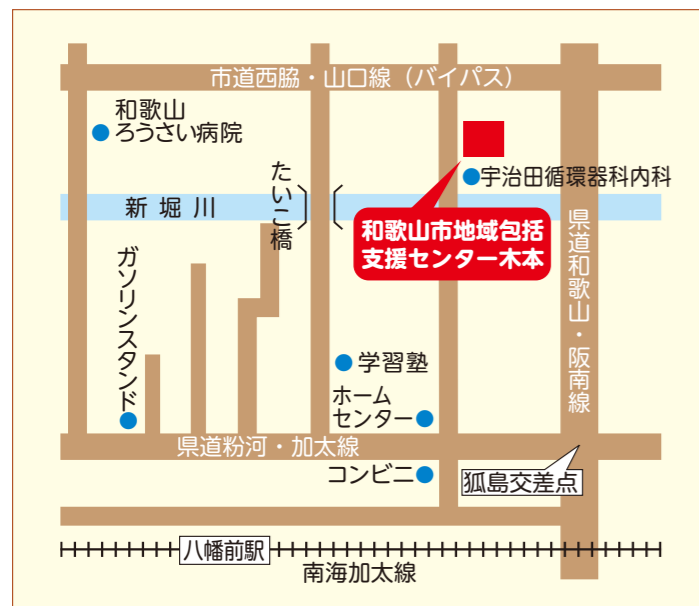 市道西脇・山口線（バイパス）
和歌山
ろうさい病院
宇治田循環器科内科
たいこ橋
新堀川
和歌山市地域包括
支援センター木本
県道和歌山・阪南線
ガソリンスタンド
学習塾
ホーム
センター
県道粉河・加太線
コンビニ
狐島交差点
八幡前駅
南海加太線